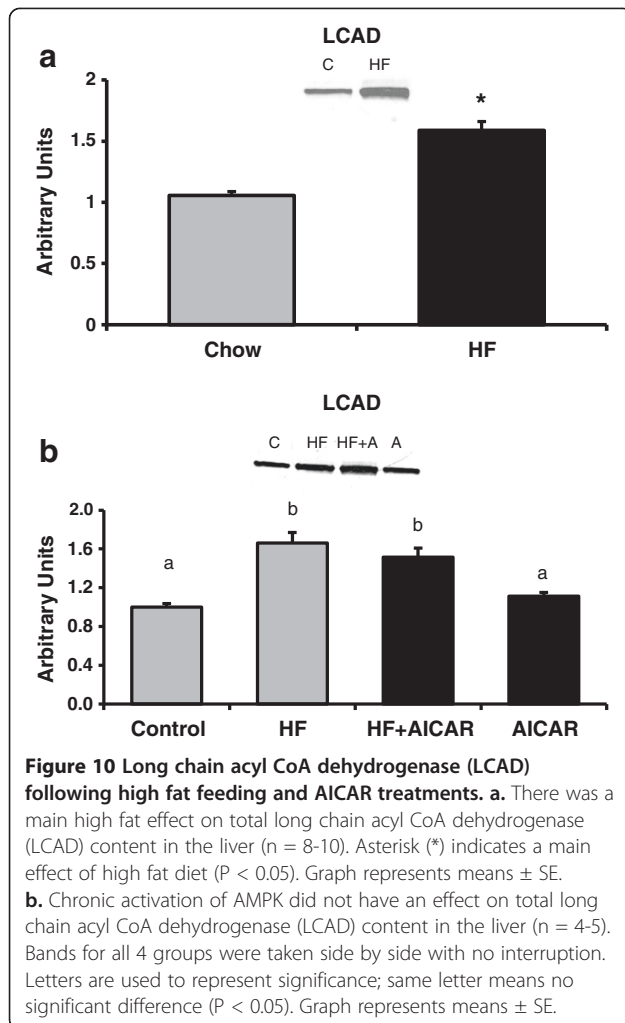 LCAD
a
C HF
2
*
1.5
1
0.5
0
Arbitrary Units
Chow HF
LCAD
b
C HF HF+A A
2.0
1.6
1.2
0.8
0.4
0.0
Arbitrary Units
a b b a
Control HF HF+AICAR AICAR
Figure 10 Long chain acyl CoA dehydrogenase (LCAD)
following high fat feeding and AICAR treatments. a. There was a
main high fat effect on total long chain acyl CoA dehydrogenase
(LCAD) content in the liver (n = 8-10). Asterisk (*) indicates a main
effect of high fat diet (P < 0.05). Graph represents means ± SE.
b. Chronic activation of AMPK did not have an effect on total long
chain acyl CoA dehydrogenase (LCAD) content in the liver (n = 4-5).
Bands for all 4 groups were taken side by side with no interruption.
Letters are used to represent significance; same letter means no
significant difference (P < 0.05). Graph represents means ± SE.